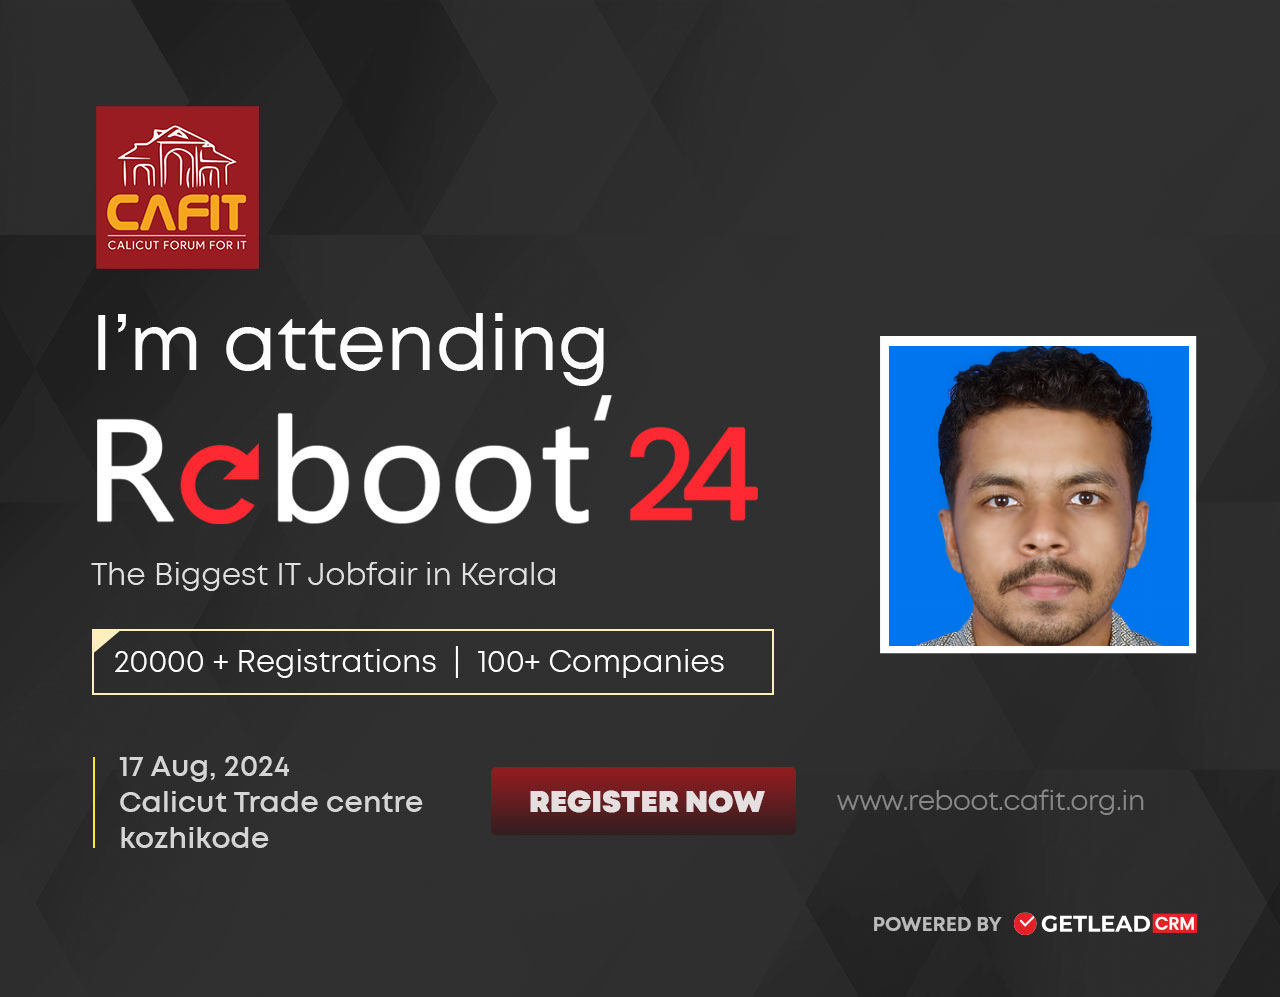 CAFIT
CALICUT FORUM FOR IT
I’m attending
Reboot’24
The Biggest IT Jobfair in Kerala
20000 + Registrations | 100+ Companies
17 Aug, 2024
Calicut Trade centre
kozhikode
REGISTER NOW
www.reboot.cafit.org.in
POWERED BY GETLEAD CRM